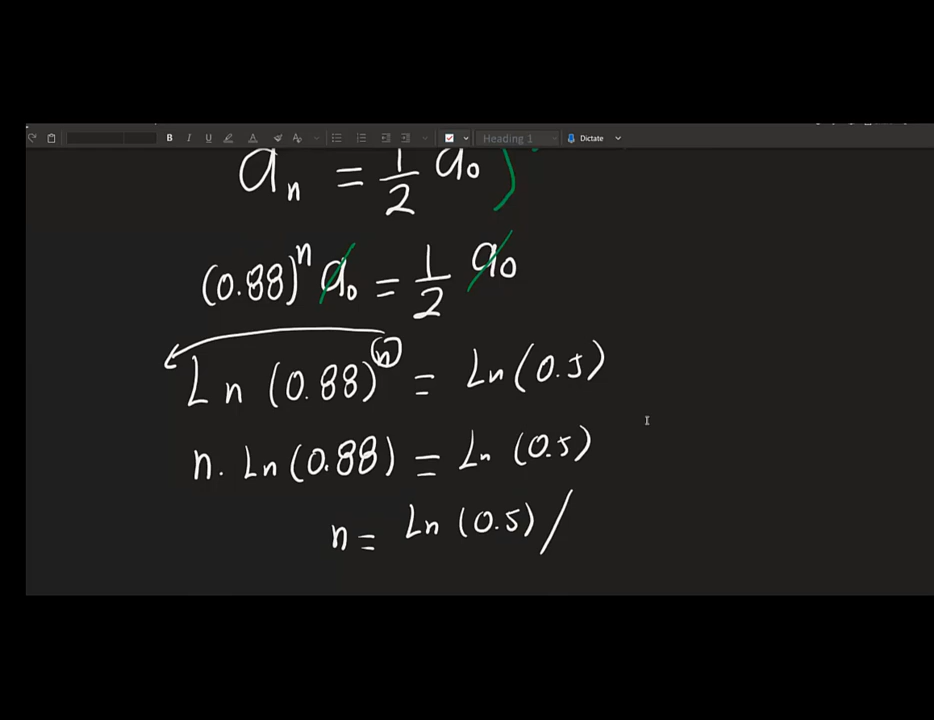 B I U Heading 1 Dictate
aₙ = 1/2 a₀
(0.88)ⁿ a₀ = 1/2 a₀
Ln (0.88)ⁿ = Ln (0.5)
n. Ln (0.88) = Ln (0.5)
n = Ln (0.5) /